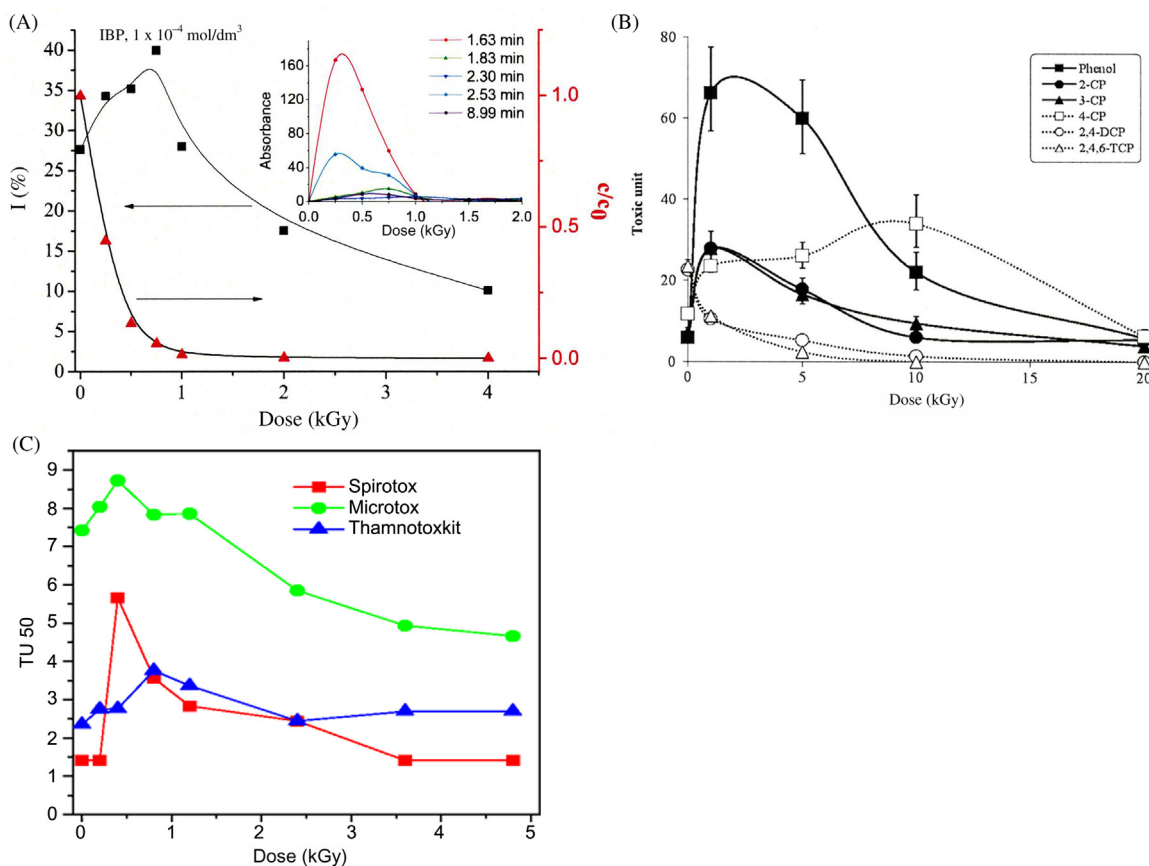 (A)
IBP, 1 x 10⁻⁴ mol/dm³
I (%)
40
35
30
25
20
15
10
5
0
0
1
2
3
4
Dose (kGy)
c/c0
1.0
0.5
0.0
Absorbance
160
120
80
40
0
0.0
0.5
1.0
1.5
2.0
Dose (kGy)
1.63 min
1.83 min
2.30 min
2.53 min
8.99 min
(B)
Toxic unit
80
60
40
20
0
0
5
10
15
20
Dose (kGy)
Phenol
2-CP
3-CP
4-CP
2,4-DCP
2,4,6-TCP
(C)
TU 50
9
8
7
6
5
4
3
2
1
0
0
1
2
3
4
5
Dose (kGy)
Spirotox
Microtox
Thamnotoxkit